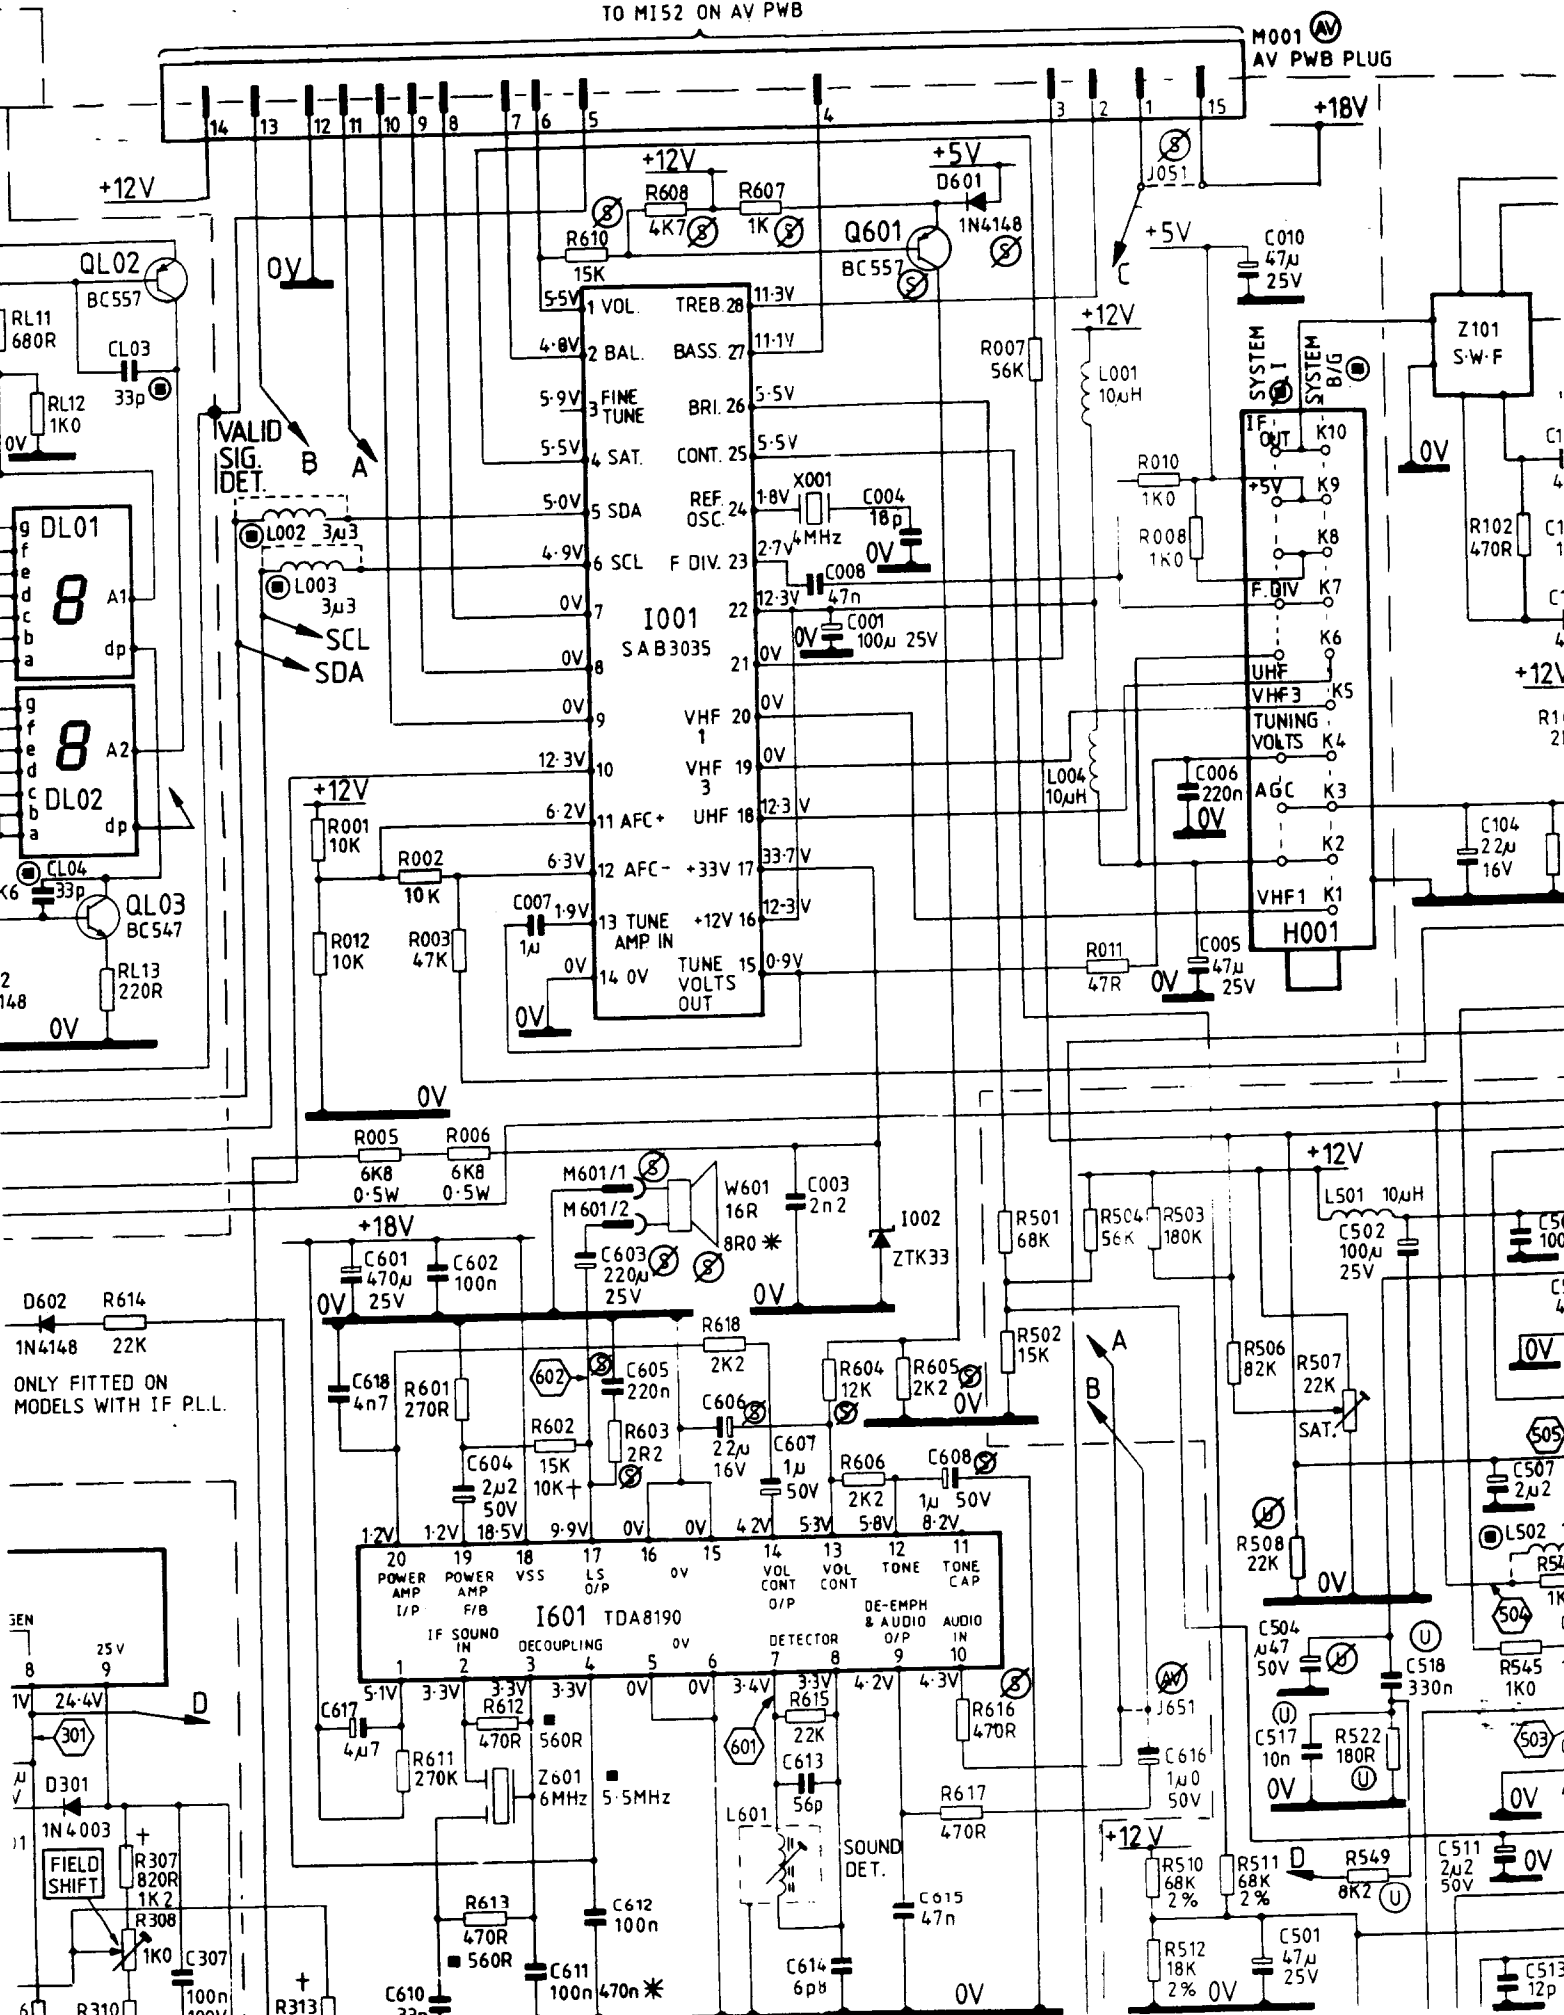 TO MI52 ON AV PWB
M001 AV
AV PWB PLUG
14 13 12 11 10 9 8 7 6 5 4 3 2 1 15
+18V
+12V
+12V
+5V
J051
S
R608
4K7
R607
1K
D601
1N4148
R610
15K
Q601
BC557
+5V
C010
47µ
25V
C
QL02
BC557
0V
RL11
680R
CL03
33p
RL12
1K0
0V
VALID
SIG.
DET.
B
A
5·5V 1 VOL.
4·8V 2 BAL.
5·9V 3 FINE TUNE
5·5V 4 SAT.
5·0V 5 SDA
4·9V 6 SCL
0V 7
0V 8
0V 9
12·3V 10
6·2V 11 AFC+
6·3V 12 AFC-
1·9V 13 TUNE AMP IN
0V 14 0V
TREB. 28 11·3V
BASS. 27 11·1V
BRI. 26 5·5V
CONT. 25 5·5V
REF. OSC. 24 1·8V
F DIV. 23 2·7V
22 12·3V
21 0V
VHF 1 20 0V
VHF 3 19 0V
UHF 18 12·3V
+33V 17 33·7V
+12V 16 12·3V
TUNE VOLTS OUT 15 0·9V
I001
SAB3035
X001
4MHz
C004
18p
0V
C008
47n
0V
C001
100µ 25V
R007
56K
+12V
L001
10µH
L004
10µH
R010
1K0
R008
1K0
SYSTEM I
SYSTEM B/G
IF OUT K10
+5V K9
K8
F.DIV K7
K6
UHF
VHF3 K5
TUNING
VOLTS K4
AGC K3
K2
VHF1 K1
H001
Z101
S·W·F
0V
R102
470R
+12V
C006
220n
0V
C104
22µ
16V
R011
47R
0V
C005
47µ
25V
L002 3µ3
L003
3µ3
SCL
SDA
DL01
g
f
e
d
c
b
a
8
A1
dp
DL02
g
f
e
d
c
b
a
8
A2
dp
CL04
33p
K6
QL03
BC547
RL13
220R
0V
148
+12V
R001
10K
R002
10K
R012
10K
R003
47K
C007
1µ
0V
0V
R005
6K8
0·5W
R006
6K8
0·5W
M601/1
M601/2
W601
16R
8R0 *
C003
2n2
I002
ZTK33
0V
+18V
C601
470µ
25V
C602
100n
C603
220µ
25V
0V
D602
1N4148
R614
22K
ONLY FITTED ON
MODELS WITH IF P.L.L.
C618
4n7
R601
270R
602
C605
220n
R618
2K2
R602
15K
10K+
R603
2R2
C604
2µ2
50V
C606
22µ
16V
C607
1µ
50V
R604
12K
R605
2K2
0V
R606
2K2
C608
1µ 50V
R501
68K
R502
15K
R504
56K
R503
180K
+12V
L501 10µH
C502
100µ
25V
A
B
R506
82K
R507
22K
SAT.
R508
22K
0V
U
505
C507
2µ2
L502
504
0V
1·2V 1·2V 18·5V 9·9V 0V 0V 4·2V 5·3V 5·8V 8·2V
20 19 18 17 16 15 14 13 12 11
POWER AMP I/P
POWER AMP F/B
VSS
LS O/P
0V
VOL CONT O/P
VOL CONT
TONE
TONE CAP
I601 TDA8190
IF SOUND IN
DECOUPLING
0V
DETECTOR
DE-EMPH & AUDIO O/P
AUDIO IN
1 2 3 4 5 6 7 8 9 10
5·1V 3·3V 3·3V 3·3V 0V 0V 3·4V 3·3V 4·2V 4·3V
GEN
25V
8 9
1V 24·4V
D
301
D301
1N4003
FIELD
SHIFT
+
R307
820R
1K2
R308
1K0
C307
100n
R310
+
R313
C617
4µ7
R611
270K
R612
470R
560R
Z601
6MHz
5·5MHz
R613
470R
560R
C610
33p
C611
100n 470n *
C612
100n
601
R615
22K
C613
56p
L601
SOUND
DET.
C614
6p8
C615
47n
0V
R616
470R
R617
470R
AV
J651
C616
1µ0
50V
+12V
R510
68K
2%
R511
68K
2%
R512
18K
2%
0V
C501
47µ
25V
D
R549
8K2
U
C504
µ47
50V
C518
330n
U
C517
10n
R522
180R
U
0V
R545
1K0
503
0V
C511
2µ2
50V
0V
C513
12p